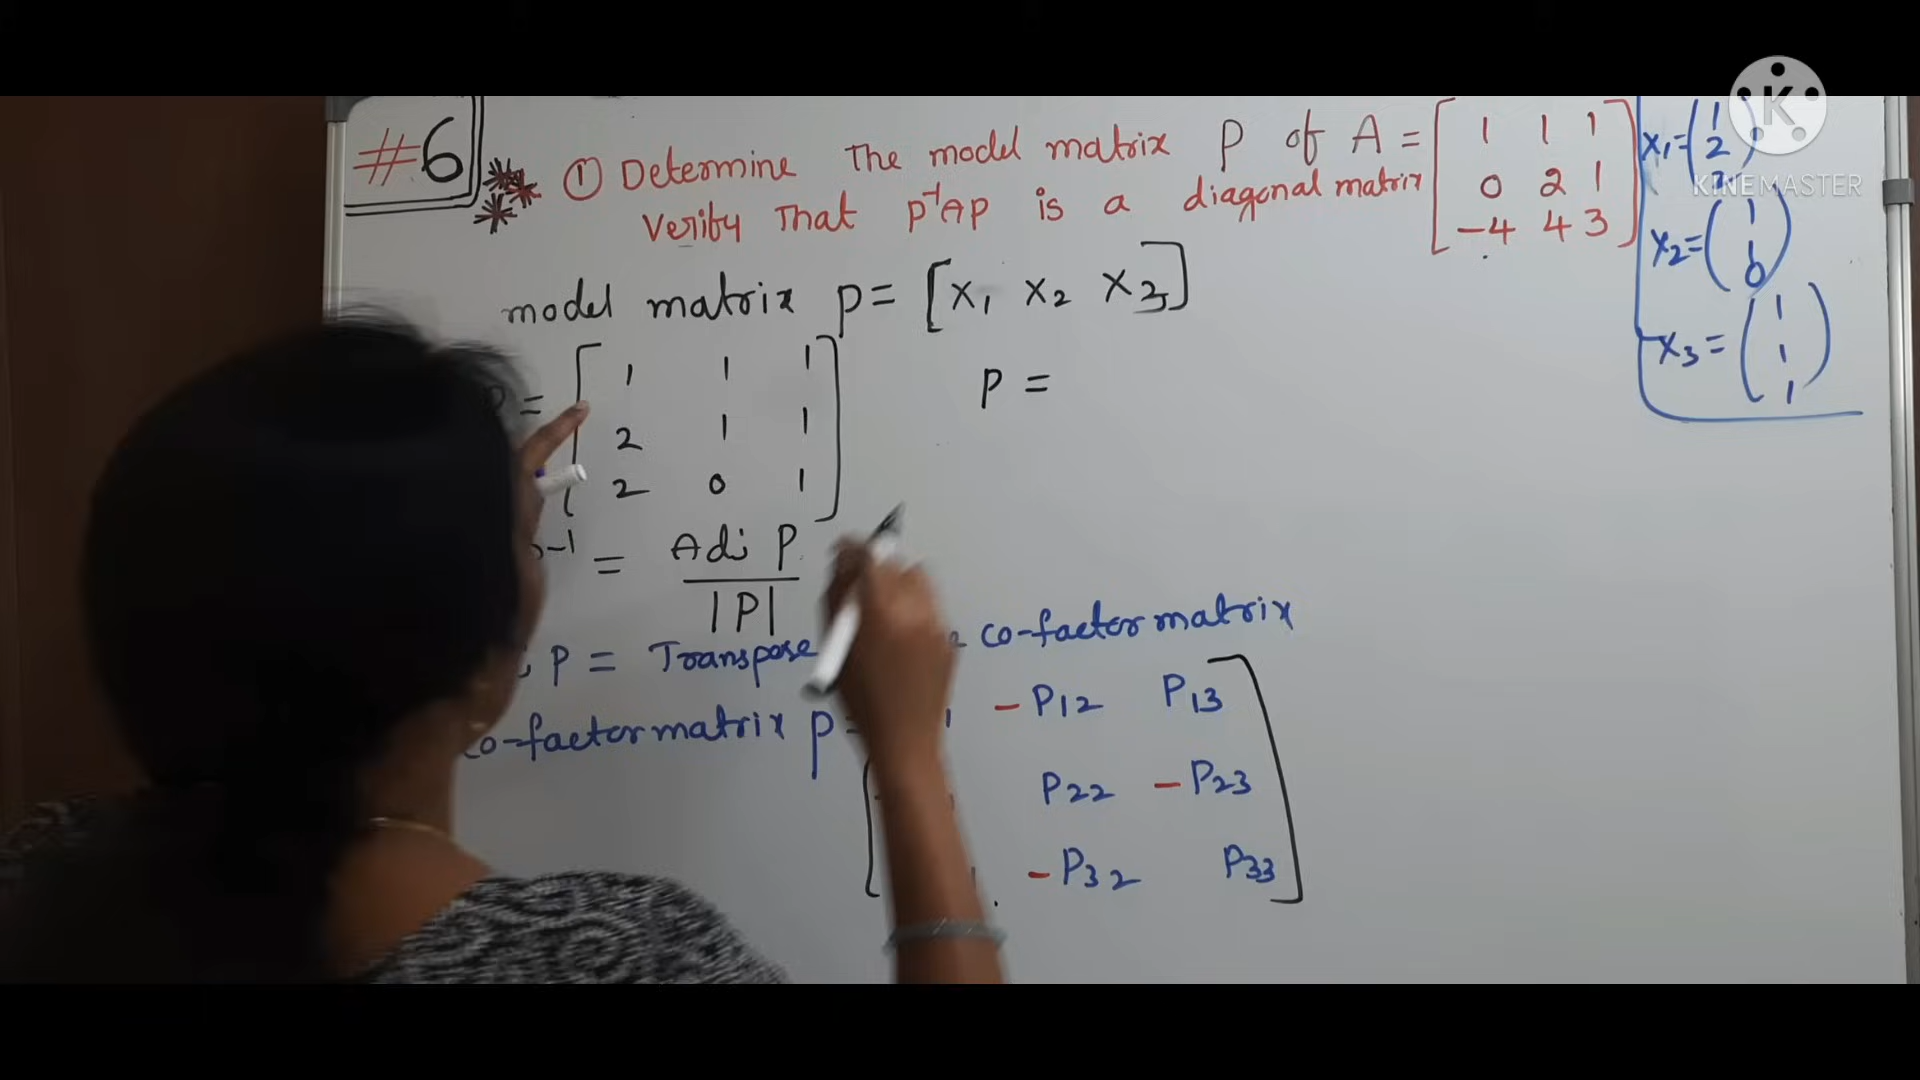 #6
① Determine The model matrix P of A = [ 1 1 1
0 2 1
-4 4 3 ]
Verify That P⁻¹AP is a diagonal matrix
x₁ = ( 1
2
x₂ = ( 1
1
0 )
x₃ = ( 1
1
1 )
KINEMASTER
K
model matrix P = [ x₁ x₂ x₃ ]
= [ 1 1 1
2 1 1
2 0 1 ]
P =
-1 = Adj P
|P|
P = Transpose co-factor matrix
co-factor matrix P = -P12 P13
P22 -P23
-P32 P33